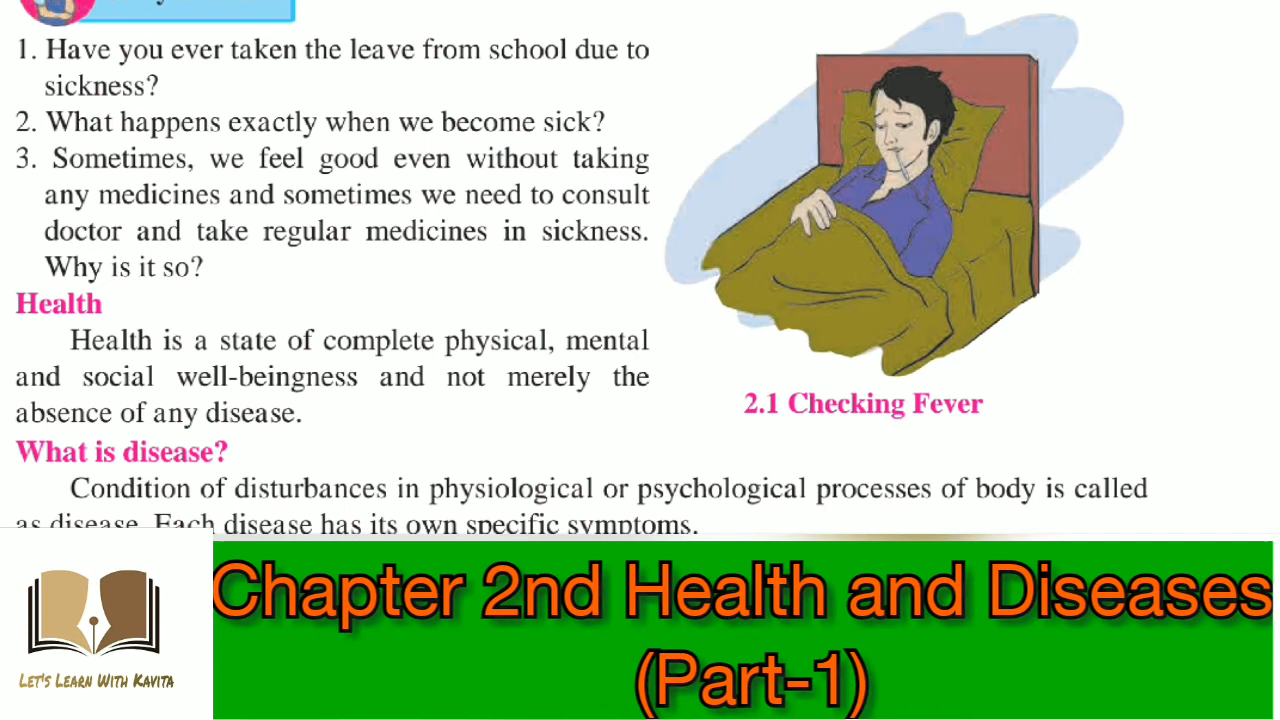 1. Have you ever taken the leave from school due to
sickness?
2. What happens exactly when we become sick?
3. Sometimes, we feel good even without taking
any medicines and sometimes we need to consult
doctor and take regular medicines in sickness.
Why is it so?
Health
Health is a state of complete physical, mental
and social well-beingness and not merely the
absence of any disease.
2.1 Checking Fever
What is disease?
Condition of disturbances in physiological or psychological processes of body is called
as disease. Each disease has its own specific symptoms.
Chapter 2nd Health and Diseases
(Part-1)
LET'S LEARN WITH KAVITA